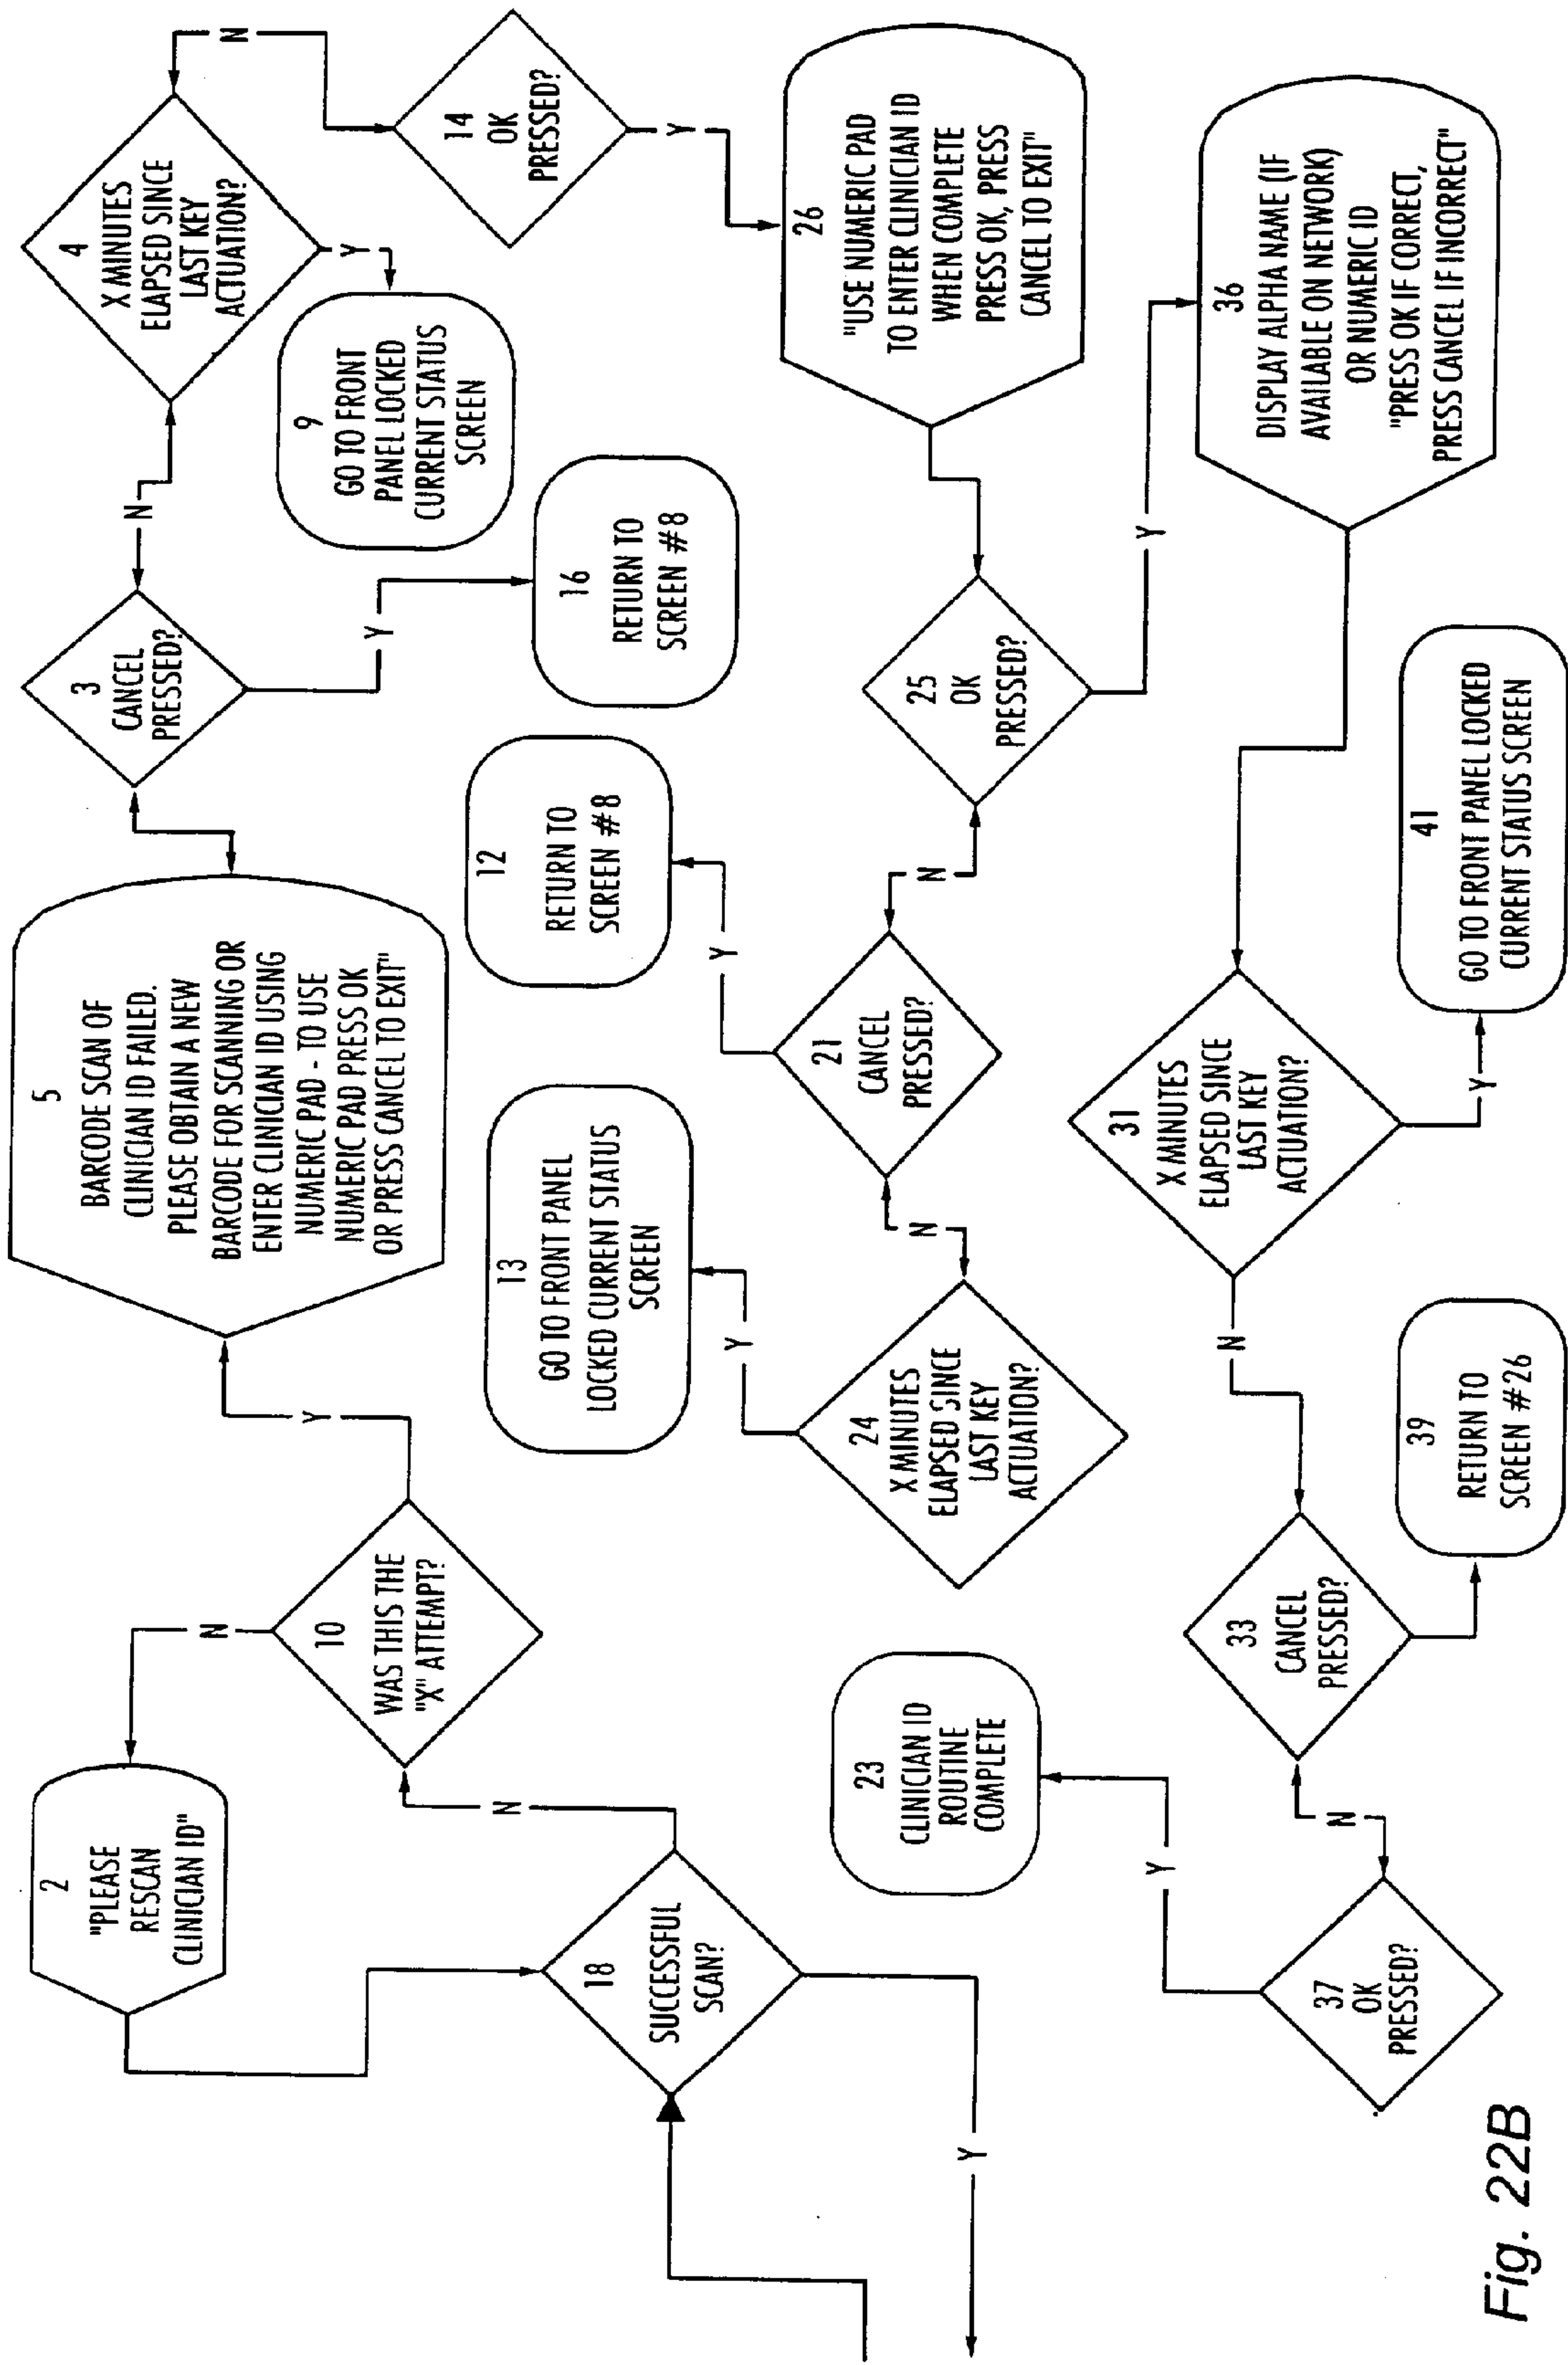 2
"PLEASE
RESCAN
CLINICIAN ID"
N
10
WAS THIS THE
"X" ATTEMPT?
Y
5
BARCODE SCAN OF
CLINICIAN ID FAILED.
PLEASE OBTAIN A NEW
BARCODE FOR SCANNING OR
ENTER CLINICIAN ID USING
NUMERIC PAD - TO USE
NUMERIC PAD PRESS OK
OR PRESS CANCEL TO EXIT"
3
CANCEL
PRESSED?
N
Y
4
X MINUTES
ELAPSED SINCE
LAST KEY
ACTUATION?
N
Y
9
GO TO FRONT
PANEL LOCKED
CURRENT STATUS
SCREEN
16
RETURN TO
SCREEN #8
14
OK
PRESSED?
Y
18
SUCCESSFUL
SCAN?
N
Y
13
GO TO FRONT PANEL
LOCKED CURRENT STATUS
SCREEN
Y
12
RETURN TO
SCREEN #8
Y
24
X MINUTES
ELAPSED SINCE
LAST KEY
ACTUATION?
N
21
CANCEL
PRESSED?
N
25
OK
PRESSED?
Y
26
"USE NUMERIC PAD
TO ENTER CLINICIAN ID
WHEN COMPLETE
PRESS OK, PRESS
CANCEL TO EXIT"
23
CLINICIAN ID
ROUTINE
COMPLETE
Y
37
OK
PRESSED?
N
33
CANCEL
PRESSED?
N
31
X MINUTES
ELAPSED SINCE
LAST KEY
ACTUATION?
Y
36
DISPLAY ALPHA NAME (IF
AVAILABLE ON NETWORK)
OR NUMERIC ID
"PRESS OK IF CORRECT,
PRESS CANCEL IF INCORRECT"
39
RETURN TO
SCREEN #26
41
GO TO FRONT PANEL LOCKED
CURRENT STATUS SCREEN
Fig. 22B